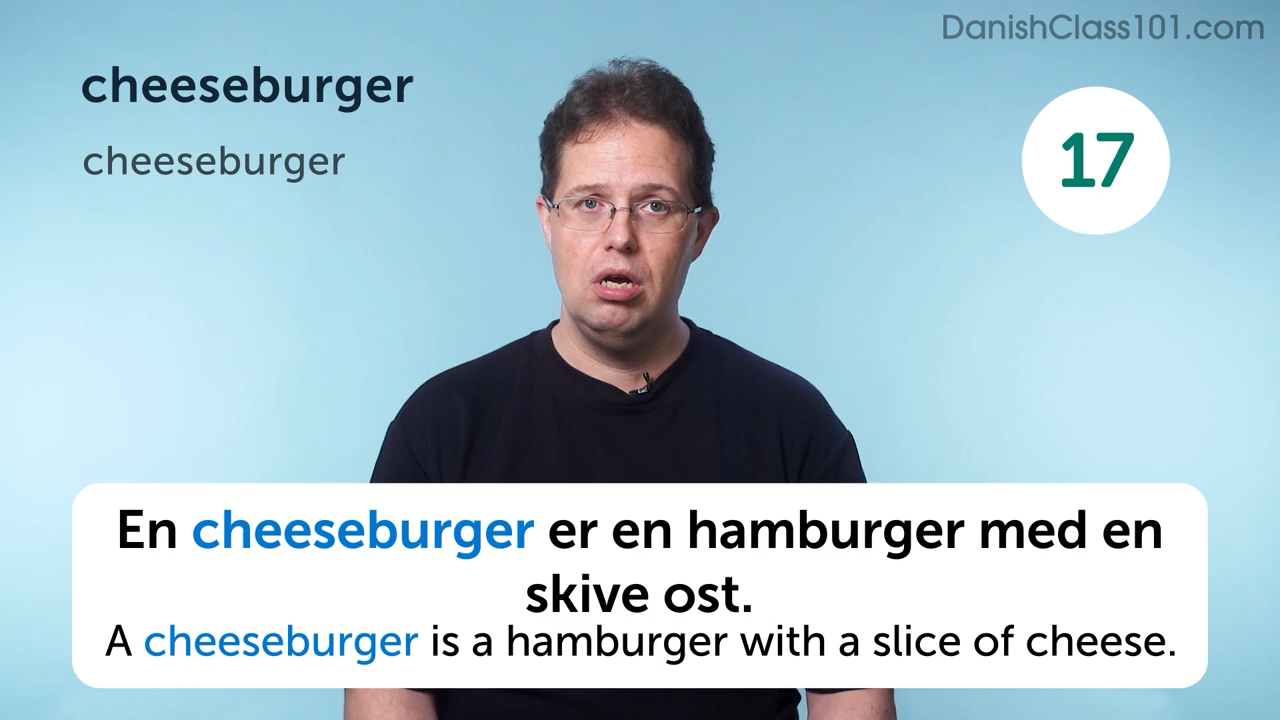 DanishClass101.com
cheeseburger
cheeseburger
17
En cheeseburger er en hamburger med en
skive ost.
A cheeseburger is a hamburger with a slice of cheese.